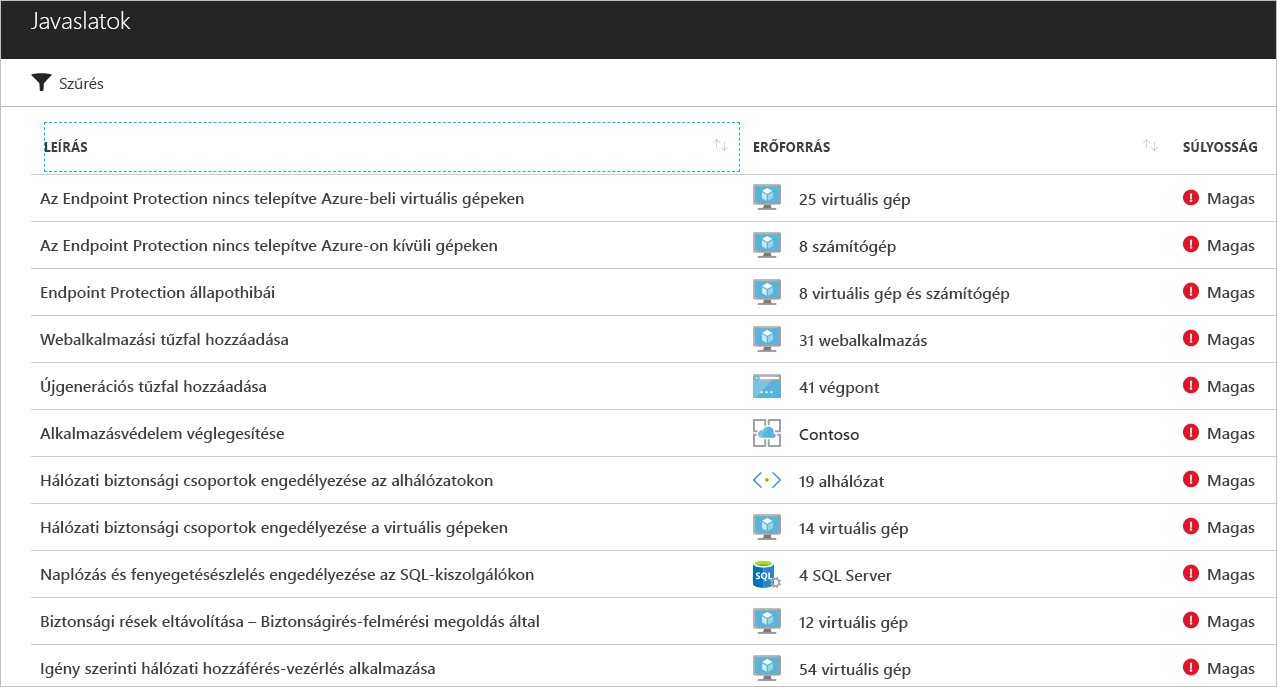 Javaslatok
Szűrés
LEÍRÁS ERŐFORRÁS SÚLYOSSÁG
Az Endpoint Protection nincs telepítve Azure-beli virtuális gépeken 25 virtuális gép Magas
Az Endpoint Protection nincs telepítve Azure-on kívüli gépeken 8 számítógép Magas
Endpoint Protection állapothibái 8 virtuális gép és számítógép Magas
Webalkalmazási tűzfal hozzáadása 31 webalkalmazás Magas
Újgenerációs tűzfal hozzáadása 41 végpont Magas
Alkalmazásvédelem véglegesítése Contoso Magas
Hálózati biztonsági csoportok engedélyezése az alhálózatokon 19 alhálózat Magas
Hálózati biztonsági csoportok engedélyezése a virtuális gépeken 14 virtuális gép Magas
Naplózás és fenyegetésészlelés engedélyezése az SQL-kiszolgálókon SQL 4 SQL Server Magas
Biztonsági rések eltávolítása – Biztonságirés-felmérési megoldás által 12 virtuális gép Magas
Igény szerinti hálózati hozzáférés-vezérlés alkalmazása 54 virtuális gép Magas